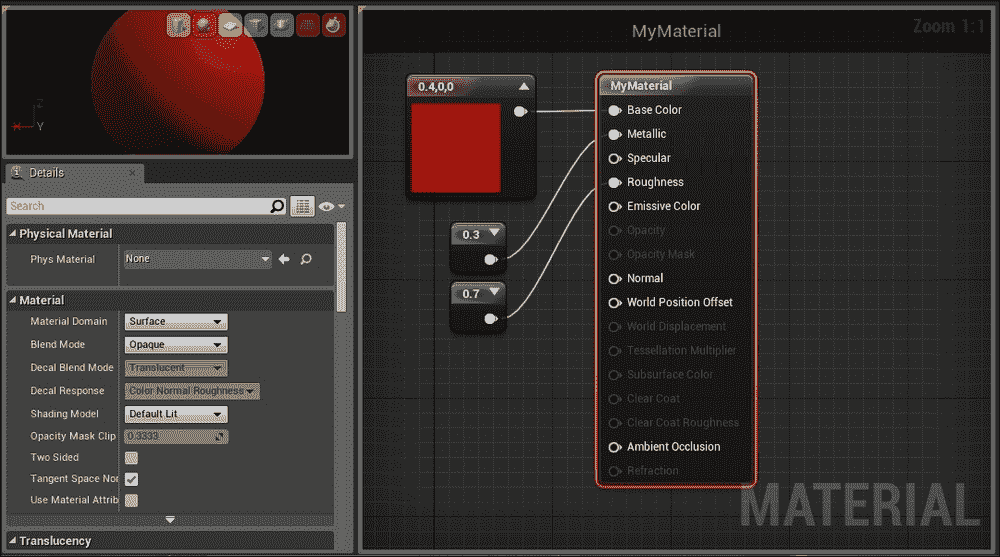 Z
Y
Details
Search
Physical Material
Phys Material None
Material
Material Domain Surface
Blend Mode Opaque
Decal Blend Mode Translucent
Decal Response Color Normal Roughness
Shading Model Default Lit
Opacity Mask Clip 0.3333
Two Sided
Tangent Space Nor
Use Material Attrib
Translucency
MyMaterial
Zoom 1:1
0.4,0,0
0.3
0.7
MyMaterial
Base Color
Metallic
Specular
Roughness
Emissive Color
Opacity
Opacity Mask
Normal
World Position Offset
World Displacement
Tessellation Multiplier
Subsurface Color
Clear Coat
Clear Coat Roughness
Ambient Occlusion
Refraction
MATERIAL